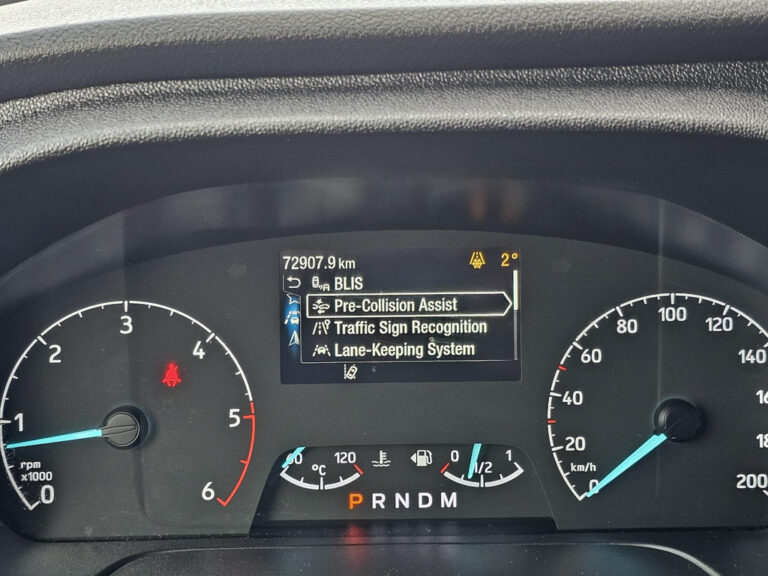 72907.9 km
2°
BLIS
Pre-Collision Assist
Traffic Sign Recognition
Lane-Keeping System
0
1
2
3
4
5
6
rpm
x1000
120
°C
0
1/2
1
P R N D M
0
20
40
60
80
100
120
140
200
km/h